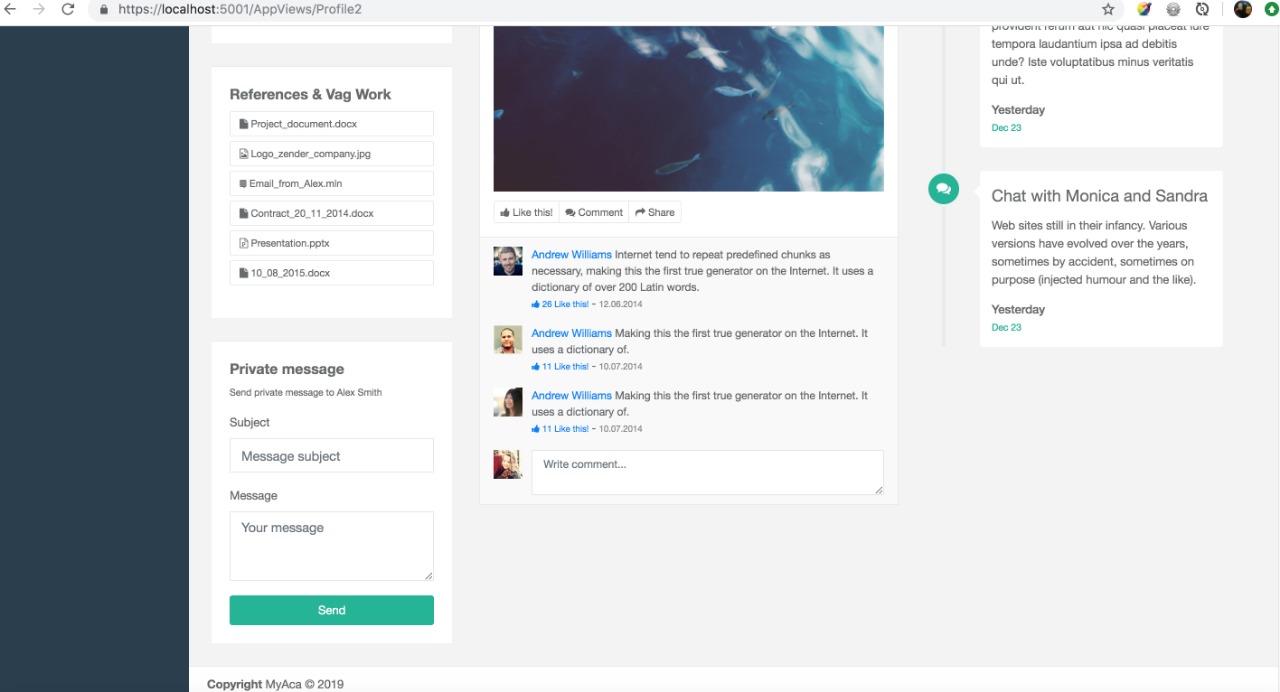 https://localhost:5001/AppViews/Profile2
References & Vag Work
Project_document.docx
Logo_zender_company.jpg
Email_from_Alex.mln
Contract_20_11_2014.docx
Presentation.pptx
10_08_2015.docx
Private message
Send private message to Alex Smith
Subject
Message subject
Message
Your message
Send
Like this!
Comment
Share
Andrew Williams Internet tend to repeat predefined chunks as
necessary, making this the first true generator on the Internet. It uses a
dictionary of over 200 Latin words.
26 Like this! - 12.06.2014
Andrew Williams Making this the first true generator on the Internet. It
uses a dictionary of.
11 Like this! - 10.07.2014
Andrew Williams Making this the first true generator on the Internet. It
uses a dictionary of.
11 Like this! - 10.07.2014
Write comment...
provident rerum aut hic quasi placeat iure
tempora laudantium ipsa ad debitis
unde? Iste voluptatibus minus veritatis
qui ut.
Yesterday
Dec 23
Chat with Monica and Sandra
Web sites still in their infancy. Various
versions have evolved over the years,
sometimes by accident, sometimes on
purpose (injected humour and the like).
Yesterday
Dec 23
Copyright MyAca © 2019